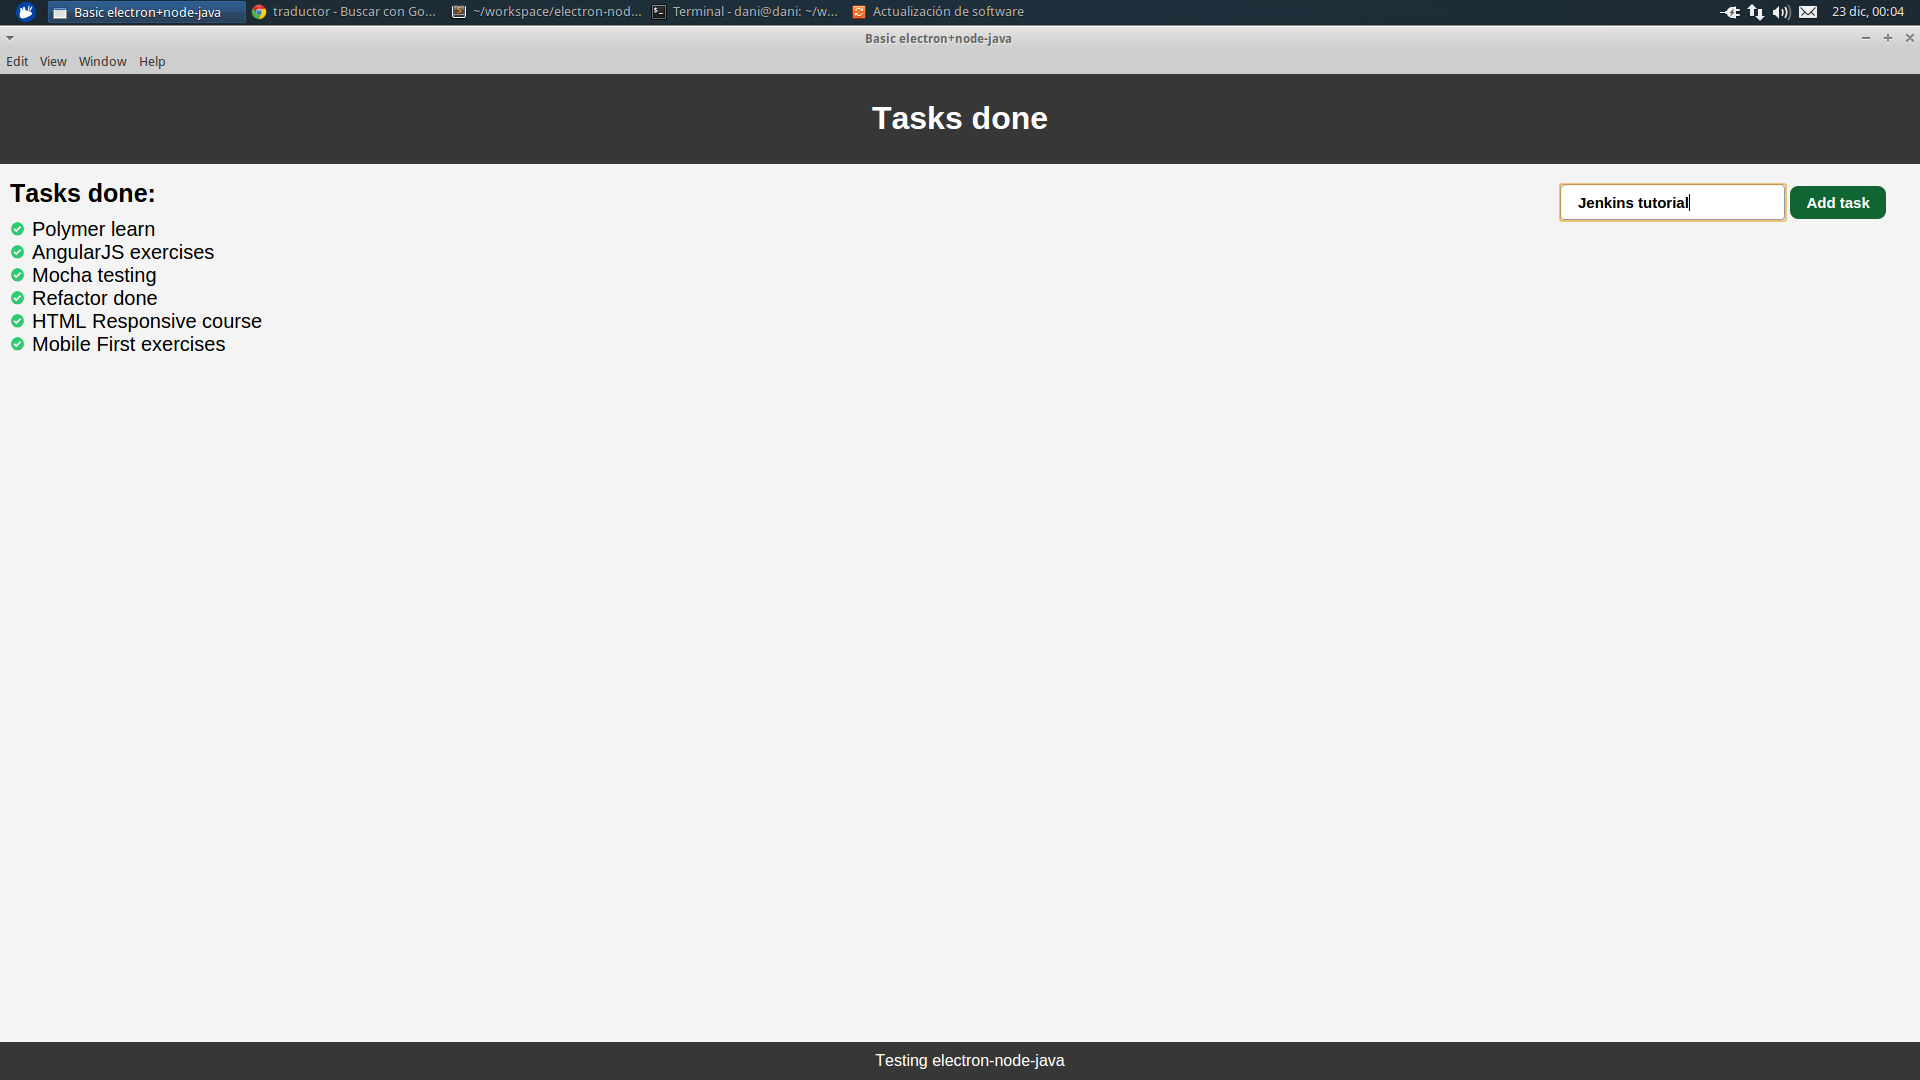 Basic electron+node-java
traductor - Buscar con Go...
~/workspace/electron-nod...
Terminal - dani@dani: ~/w...
Actualización de software
23 dic, 00:04
Basic electron+node-java
Edit View Window Help
Tasks done
Tasks done:
Jenkins tutorial
Add task
Polymer learn
AngularJS exercises
Mocha testing
Refactor done
HTML Responsive course
Mobile First exercises
Testing electron-node-java